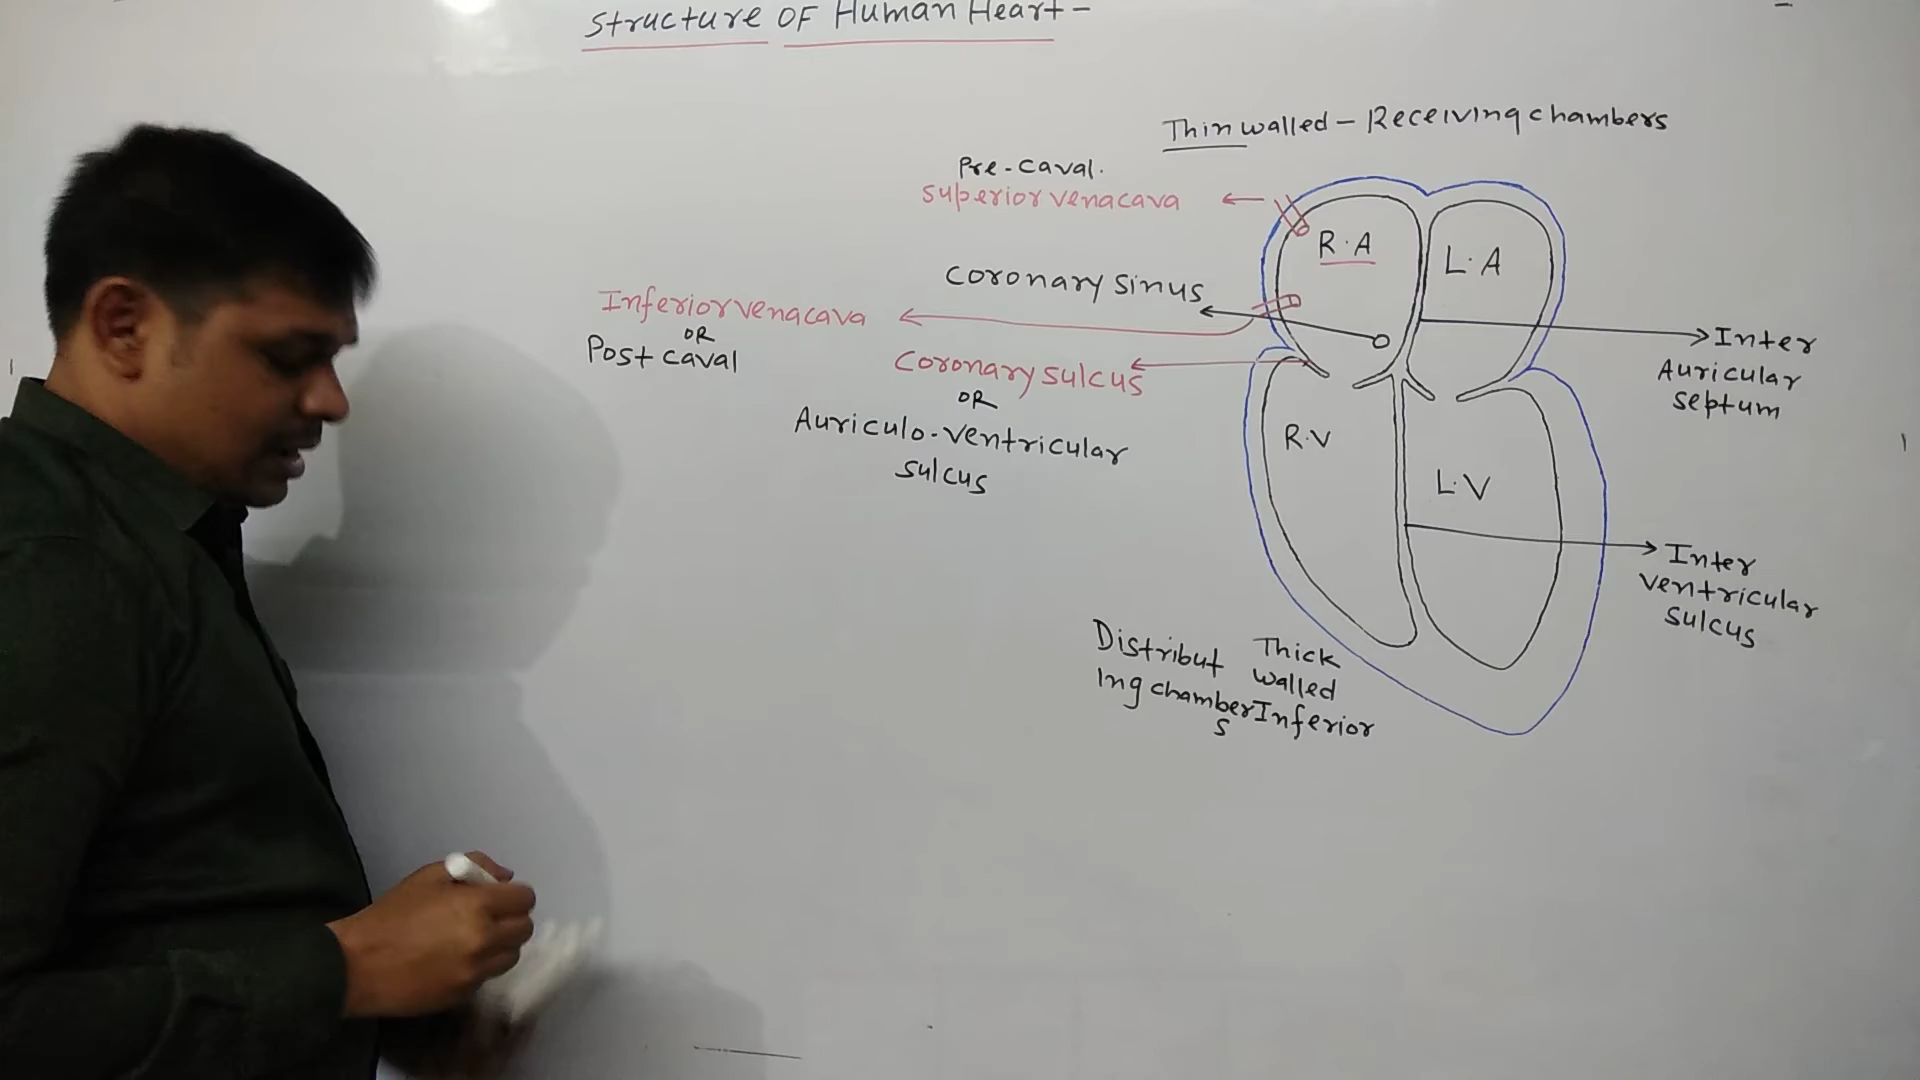 Structure OF Human Heart-
Thin walled - Receiving chambers
Pre-caval.
superior venacava
R.A
L.A
coronary sinus
Inferior venacava
OR
Post caval
Coronary sulcus
OR
Auriculo-ventricular
sulcus
Inter
Auricular
septum
R.V
L.V
Inter
ventricular
sulcus
Distribut
ing chamber
s
Thick
walled
Inferior